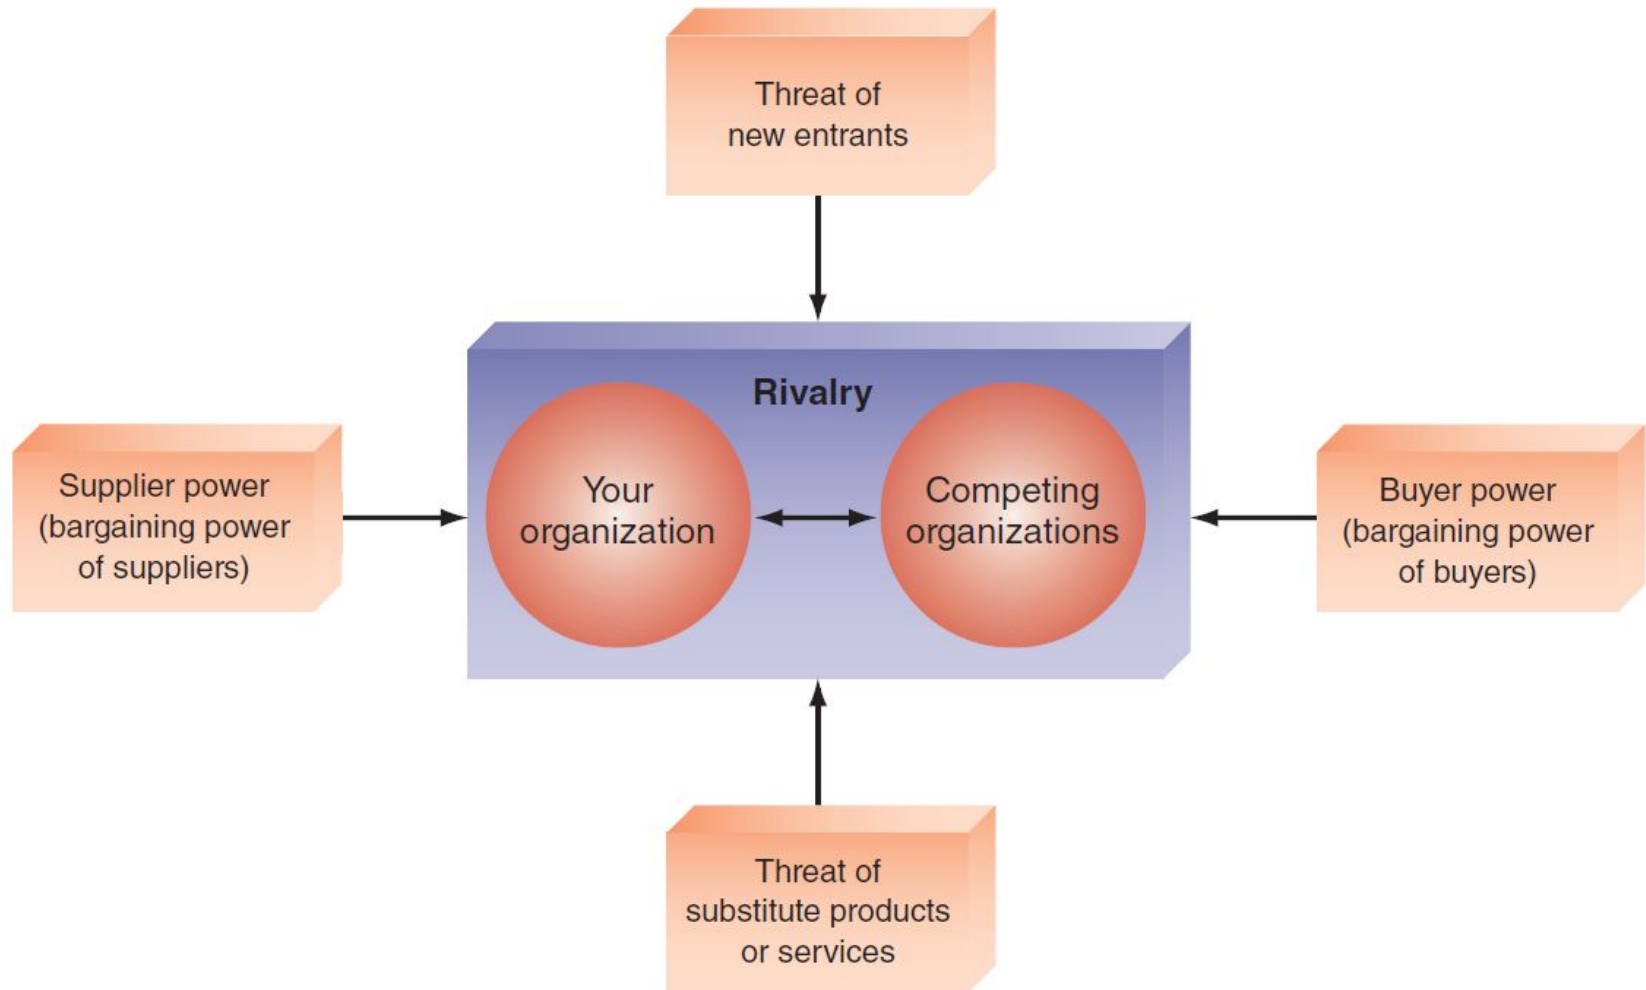 Threat of
new entrants
Rivalry
Supplier power
(bargaining power
of suppliers)
Your
organization
Competing
organizations
Buyer power
(bargaining power
of buyers)
Threat of
substitute products
or services